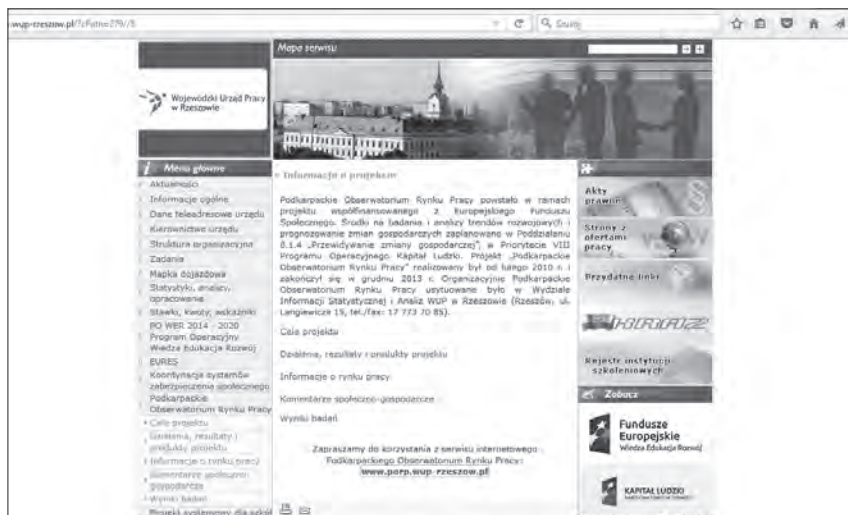 wup-rzeszow.pl/?cPath=279//8
Szukaj
Mapa serwisu
Wojewódzki Urząd Pracy
w Rzeszowie
Menu główne
Aktualności
Informacje ogólne
Dane teleadresowe urzędu
Kierownictwo urzędu
Struktura organizacyjna
Zadania
Mapka dojazdowa
Statystyki, analizy,
opracowania
Stawki, kwoty, wskaźniki
PO WER 2014 - 2020
Program Operacyjny
Wiedza Edukacja Rozwój
EURES
Koordynacja systemów
zabezpieczenia społecznego
Podkarpackie
Obserwatorium Rynku Pracy
Cele projektu
Działania, rezultaty i
produkty projektu
Informacje o rynku pracy
Komentarze społeczno-
gospodarcze
Wyniki badań
Projekt systemowy dla szkół
Informacje o projekcie
Podkarpackie Obserwatorium Rynku Pracy powstało w ramach
projektu współfinansowanego z Europejskiego Funduszu
Społecznego. Środki na badania i analizy trendów rozwojowych i
prognozowanie zmian gospodarczych zaplanowano w Poddziałaniu
8.1.4 „Przewidywanie zmiany gospodarczej", w Priorytecie VIII
Programu Operacyjnego Kapitał Ludzki. Projekt „Podkarpackie
Obserwatorium Rynku Pracy" realizowany był od lutego 2010 r. i
zakończył się w grudniu 2013 r. Organizacyjnie Podkarpackie
Obserwatorium Rynku Pracy usytuowane było w Wydziale
Informacji Statystycznej i Analiz WUP w Rzeszowie (Rzeszów, ul.
Langiewicza 15, tel./fax: 17 773 70 85).
Cele projektu
Działania, rezultaty i produkty projektu
Informacje o rynku pracy
Komentarze społeczno-gospodarcze
Wyniki badań
Zapraszamy do korzystania z serwisu internetowego
Podkarpackiego Obserwatorium Rynku Pracy:
www.porp.wup-rzeszow.pl
Akty
prawne
Strony z
ofertami
pracy
Przydatne linki
Rejestr instytucji
szkoleniowych
Zobacz
Fundusze
Europejskie
Wiedza Edukacja Rozwój
KAPITAŁ LUDZKI